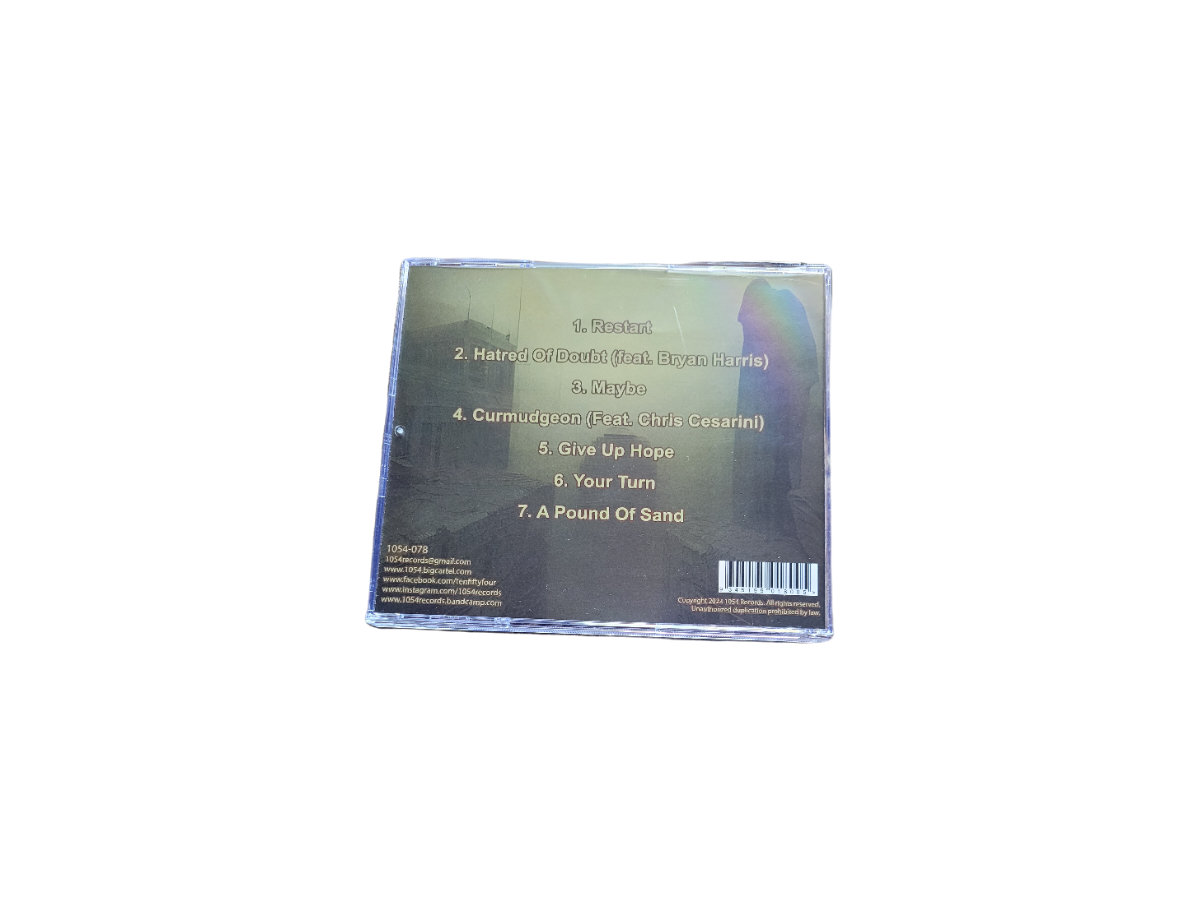 1. Restart
2. Hatred Of Doubt (feat. Bryan Harris)
3. Maybe
4. Curmudgeon (Feat. Chris Cesarini)
5. Give Up Hope
6. Your Turn
7. A Pound Of Sand
1054-078
1054records@gmail.com
www.1054.bigcartel.com
www.facebook.com/tenfiftyfour
www.instagram.com/1054records
www.1054records.bandcamp.com
Copyright 2024 1054 Records. All rights reserved.
Unauthorized duplication prohibited by law.